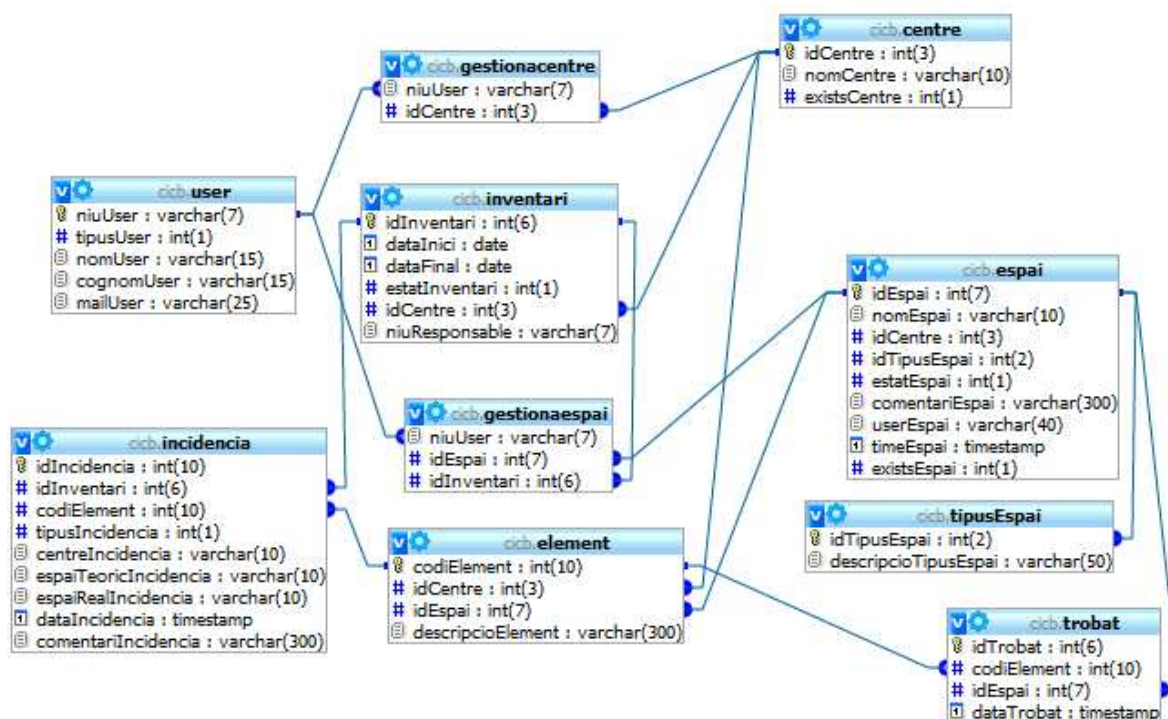 cicb.centre
idCentre : int(3)
nomCentre : varchar(10)
existsCentre : int(1)
cicb.gestionacentre
niuUser : varchar(7)
idCentre : int(3)
cicb.user
niuUser : varchar(7)
tipusUser : int(1)
nomUser : varchar(15)
cognomUser : varchar(15)
mailUser : varchar(25)
cicb.inventari
idInventari : int(6)
dataInici : date
dataFinal : date
estatInventari : int(1)
idCentre : int(3)
niuResponsable : varchar(7)
cicb.espai
idEspai : int(7)
nomEspai : varchar(10)
idCentre : int(3)
idTipusEspai : int(2)
estatEspai : int(1)
comentariEspai : varchar(300)
userEspai : varchar(40)
timeEspai : timestamp
existsEspai : int(1)
cicb.gestionaespai
niuUser : varchar(7)
idEspai : int(7)
idInventari : int(6)
cicb.incidencia
idIncidencia : int(10)
idInventari : int(6)
codiElement : int(10)
tipusIncidencia : int(1)
centreIncidencia : varchar(10)
espaiTeoricIncidencia : varchar(10)
espaiRealIncidencia : varchar(10)
dataIncidencia : timestamp
comentariIncidencia : varchar(300)
cicb.element
codiElement : int(10)
idCentre : int(3)
idEspai : int(7)
descripcioElement : varchar(300)
cicb.tipusEspai
idTipusEspai : int(2)
descripcioTipusEspai : varchar(50)
cicb.trobat
idTrobat : int(6)
codiElement : int(10)
idEspai : int(7)
dataTrobat : timestamp